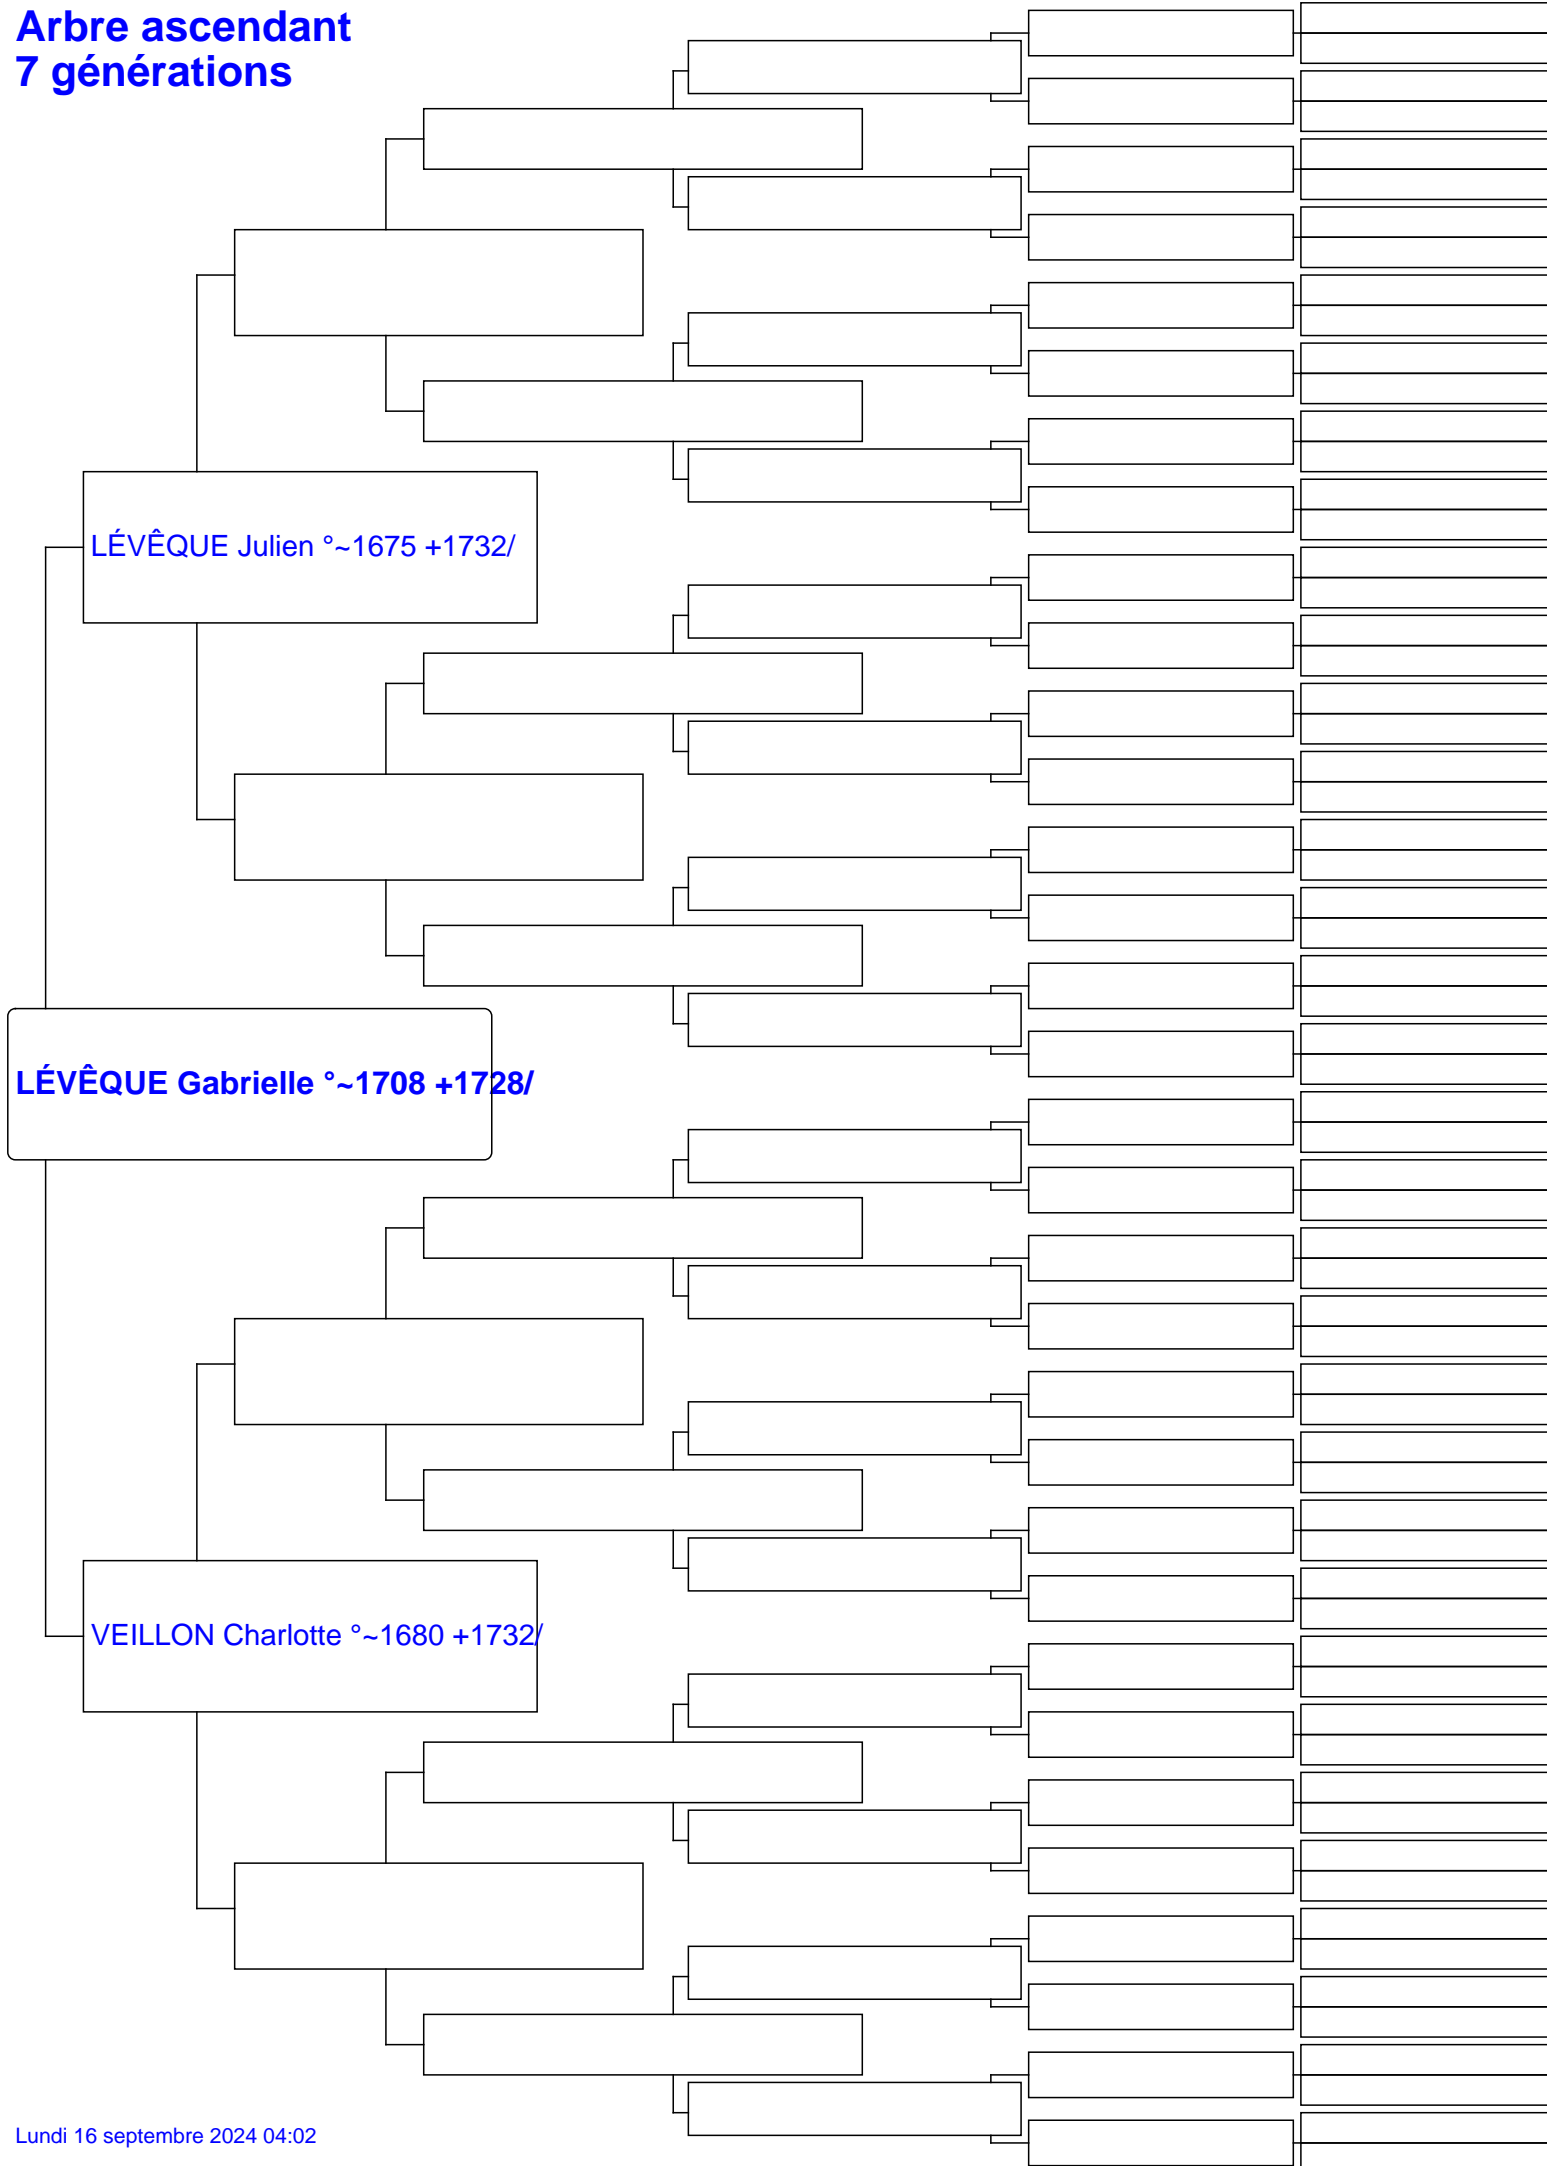 Arbre ascendant
7 générations
LÉVÊQUE Julien °~1675 +1732/
LÉVÊQUE Gabrielle °~1708 +1728/
VEILLON Charlotte °~1680 +1732/
Lundi 16 septembre 2024 04:02